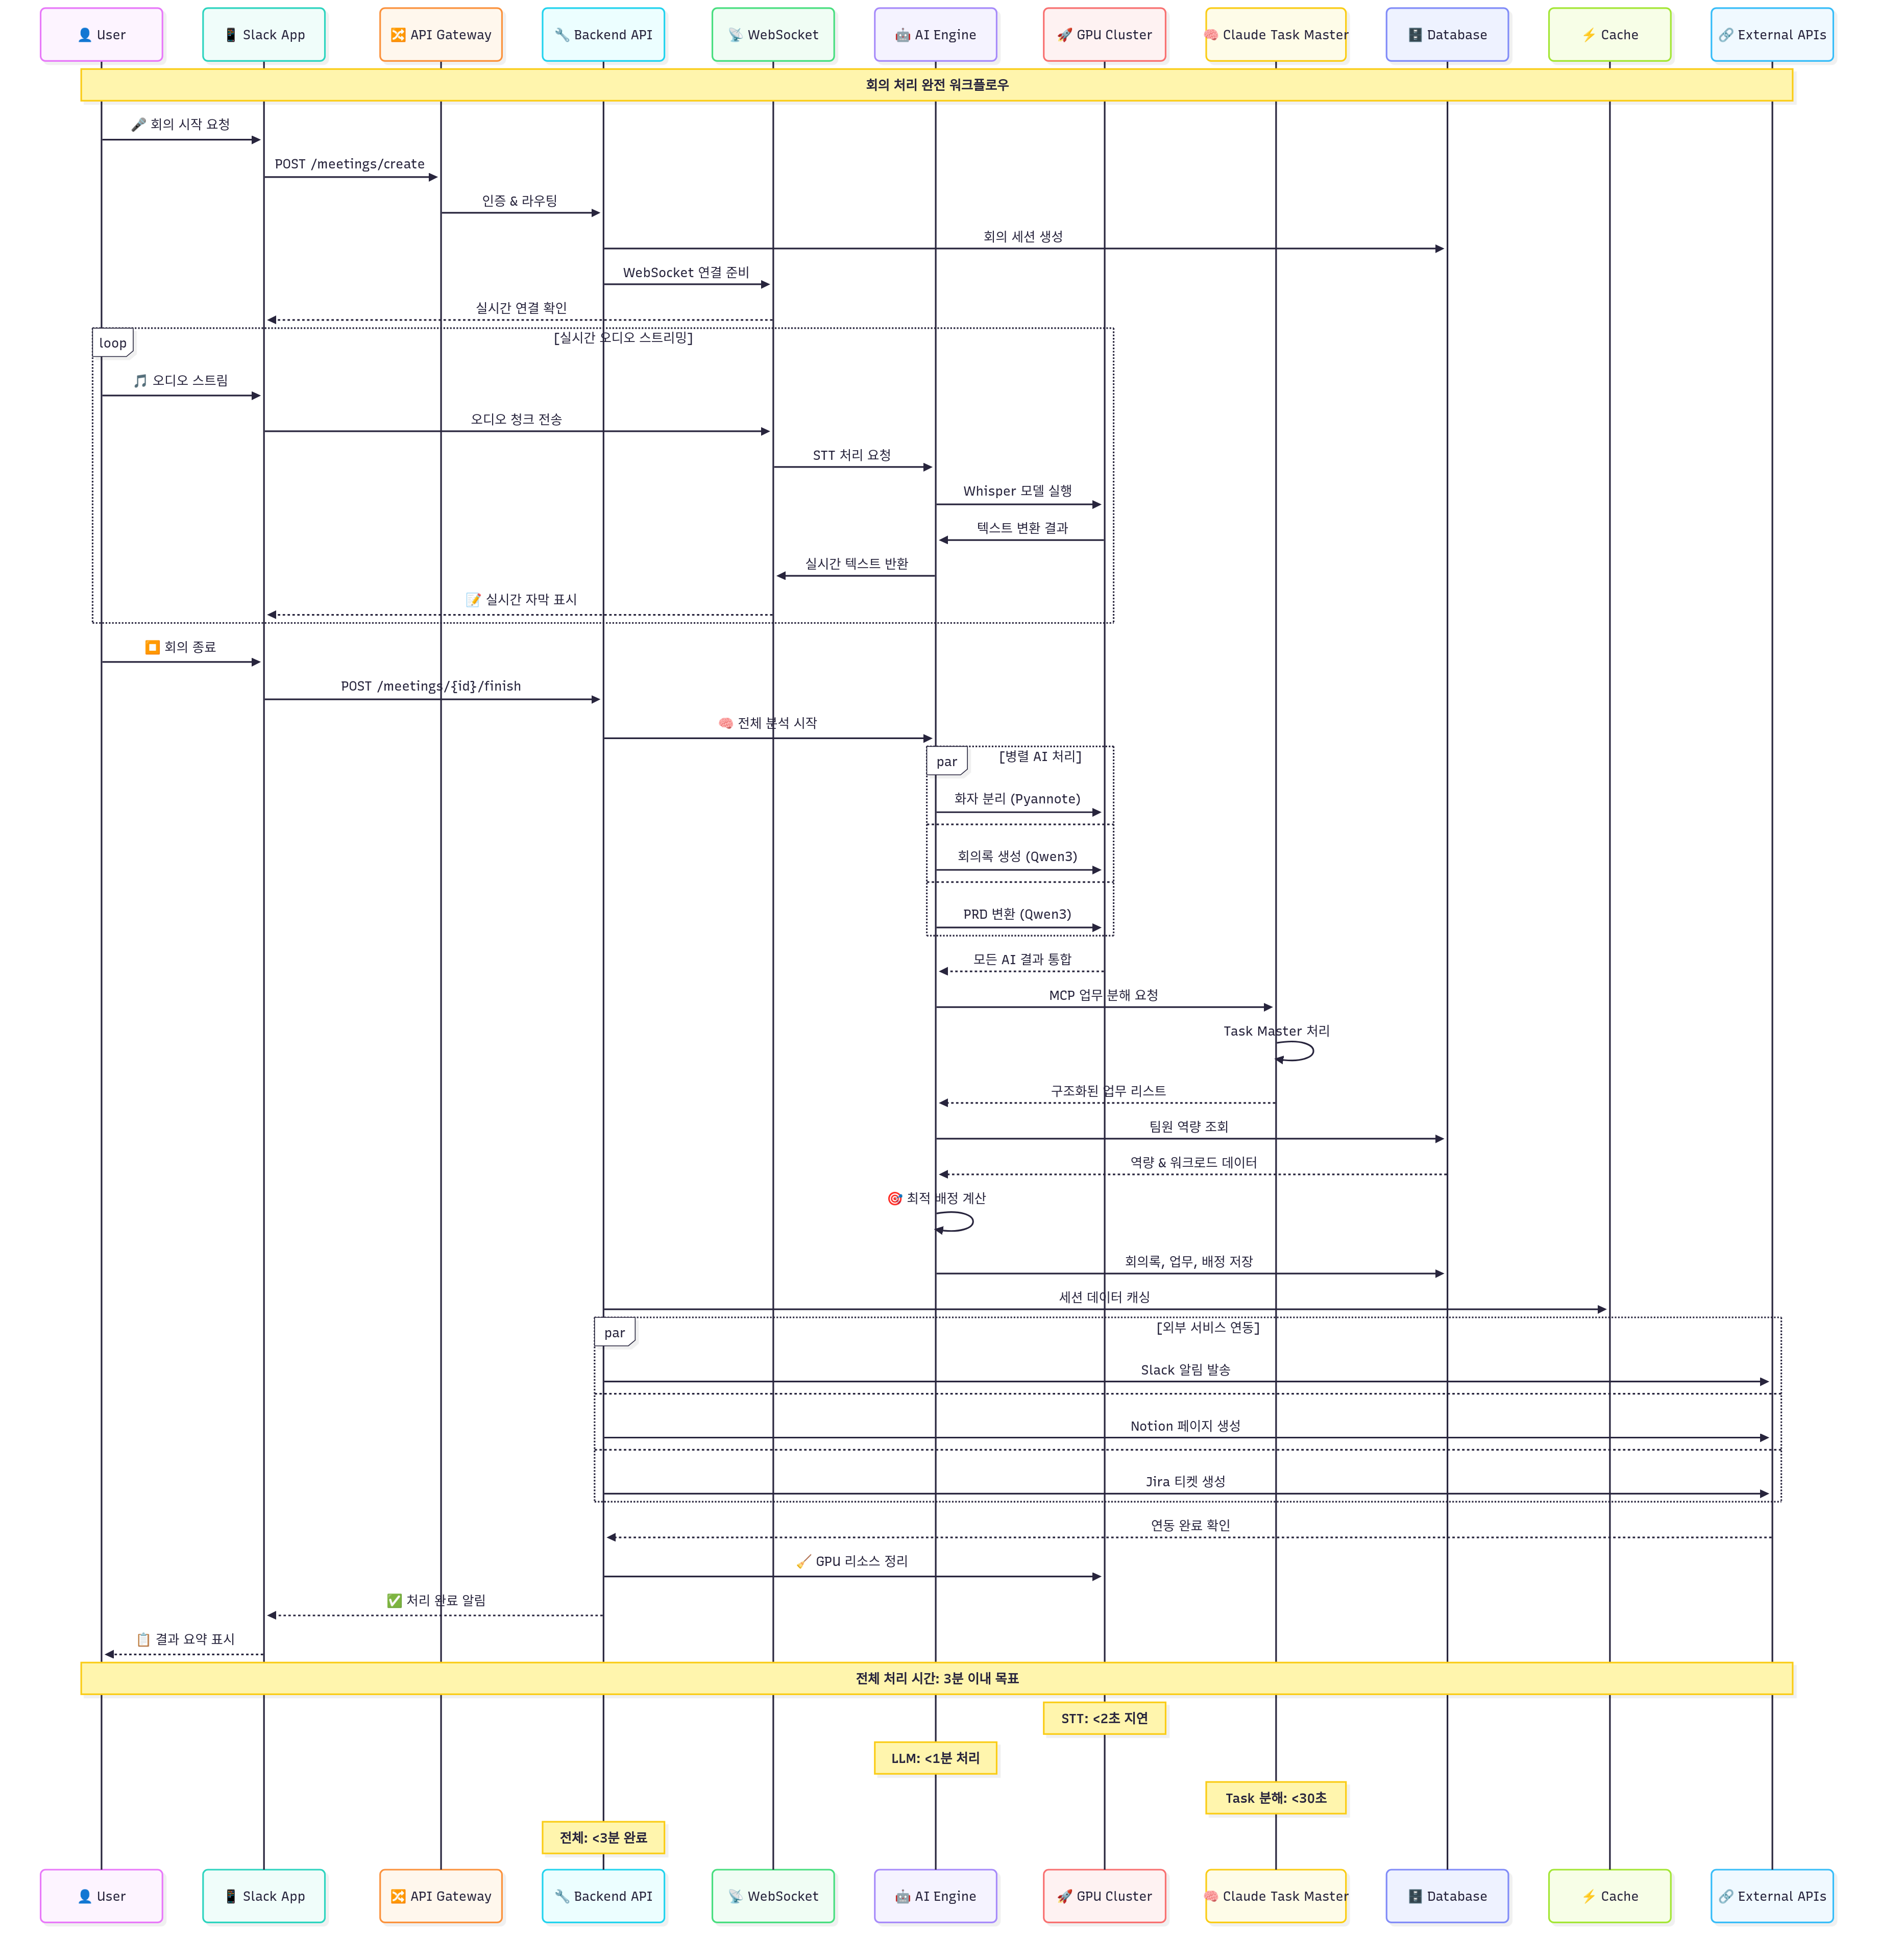 👤 User
📱 Slack App
🔀 API Gateway
🔧 Backend API
📡 WebSocket
🤖 AI Engine
🚀 GPU Cluster
🧠 Claude Task Master
🗄️ Database
⚡ Cache
🔗 External APIs
회의 처리 완전 워크플로우
🎤 회의 시작 요청
POST /meetings/create
인증 & 라우팅
회의 세션 생성
WebSocket 연결 준비
실시간 연결 확인
loop
[실시간 오디오 스트리밍]
🎵 오디오 스트림
오디오 청크 전송
STT 처리 요청
Whisper 모델 실행
텍스트 변환 결과
실시간 텍스트 반환
📝 실시간 자막 표시
⏹️ 회의 종료
POST /meetings/{id}/finish
🧠 전체 분석 시작
par
[병렬 AI 처리]
화자 분리 (Pyannote)
회의록 생성 (Qwen3)
PRD 변환 (Qwen3)
모든 AI 결과 통합
MCP 업무 분해 요청
Task Master 처리
구조화된 업무 리스트
팀원 역량 조회
역량 & 워크로드 데이터
🎯 최적 배정 계산
회의록, 업무, 배정 저장
세션 데이터 캐싱
par
[외부 서비스 연동]
Slack 알림 발송
Notion 페이지 생성
Jira 티켓 생성
연동 완료 확인
🧹 GPU 리소스 정리
✅ 처리 완료 알림
📋 결과 요약 표시
전체 처리 시간: 3분 이내 목표
STT: <2초 지연
LLM: <1분 처리
Task 분해: <30초
전체: <3분 완료
👤 User
📱 Slack App
🔀 API Gateway
🔧 Backend API
📡 WebSocket
🤖 AI Engine
🚀 GPU Cluster
🧠 Claude Task Master
🗄️ Database
⚡ Cache
🔗 External APIs